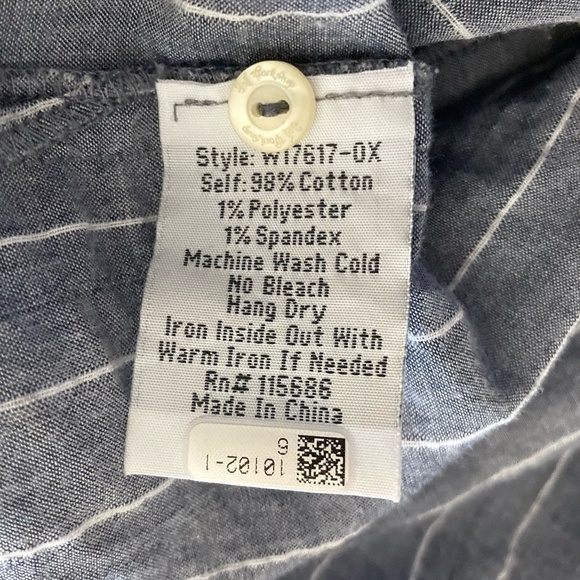 Style: W17617-0X
Self: 98% Cotton
1% Polyester
1% Spandex
Machine Wash Cold
No Bleach
Hang Dry
Iron Inside Out With
Warm Iron If Needed
Rn# 115686
Made In China
10102-1
6